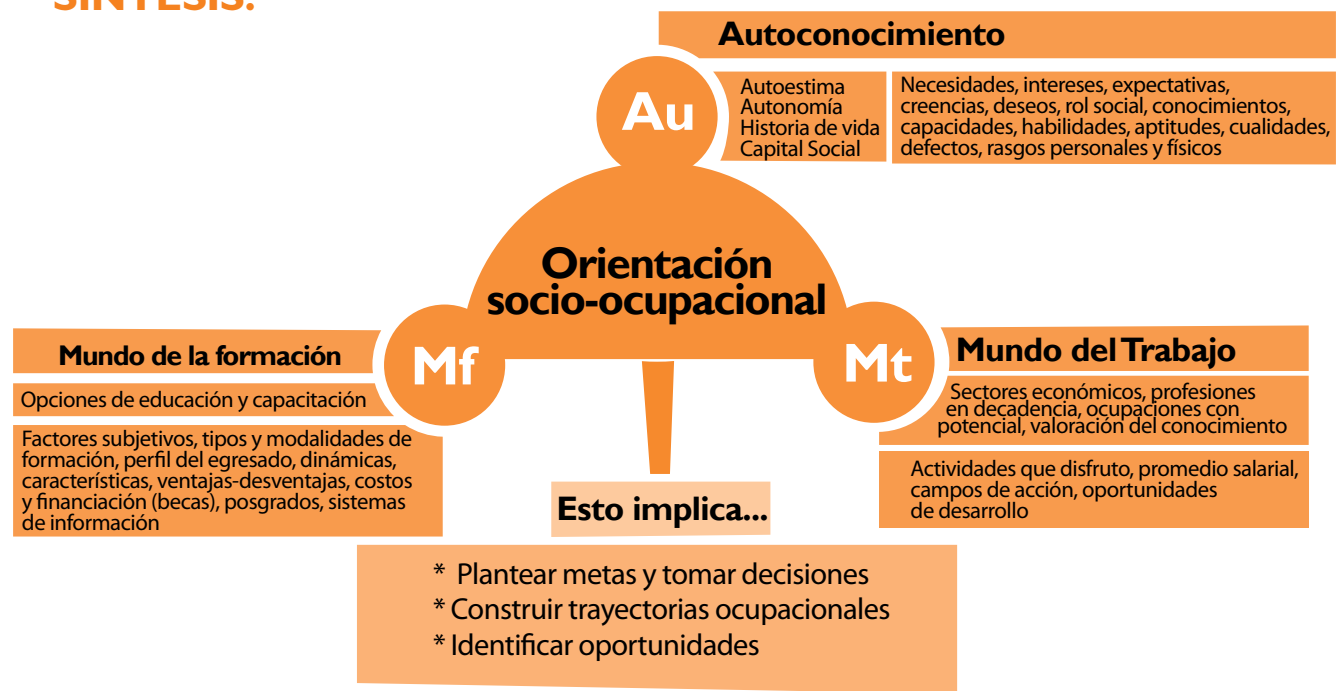 SÍNTESIS:
Autoconocimiento
Au
Autoestima
Autonomía
Historia de vida
Capital Social
Necesidades, intereses, expectativas,
creencias, deseos, rol social, conocimientos,
capacidades, habilidades, aptitudes, cualidades,
defectos, rasgos personales y físicos
Orientación
socio-ocupacional
Mundo de la formación
Mf
Opciones de educación y capacitación
Factores subjetivos, tipos y modalidades de
formación, perfil del egresado, dinámicas,
características, ventajas-desventajas, costos
y financiación (becas), posgrados, sistemas
de información
Mt
Mundo del Trabajo
Sectores económicos, profesiones
en decadencia, ocupaciones con
potencial, valoración del conocimiento
Actividades que disfruto, promedio salarial,
campos de acción, oportunidades
de desarrollo
Esto implica...
* Plantear metas y tomar decisiones
* Construir trayectorias ocupacionales
* Identificar oportunidades